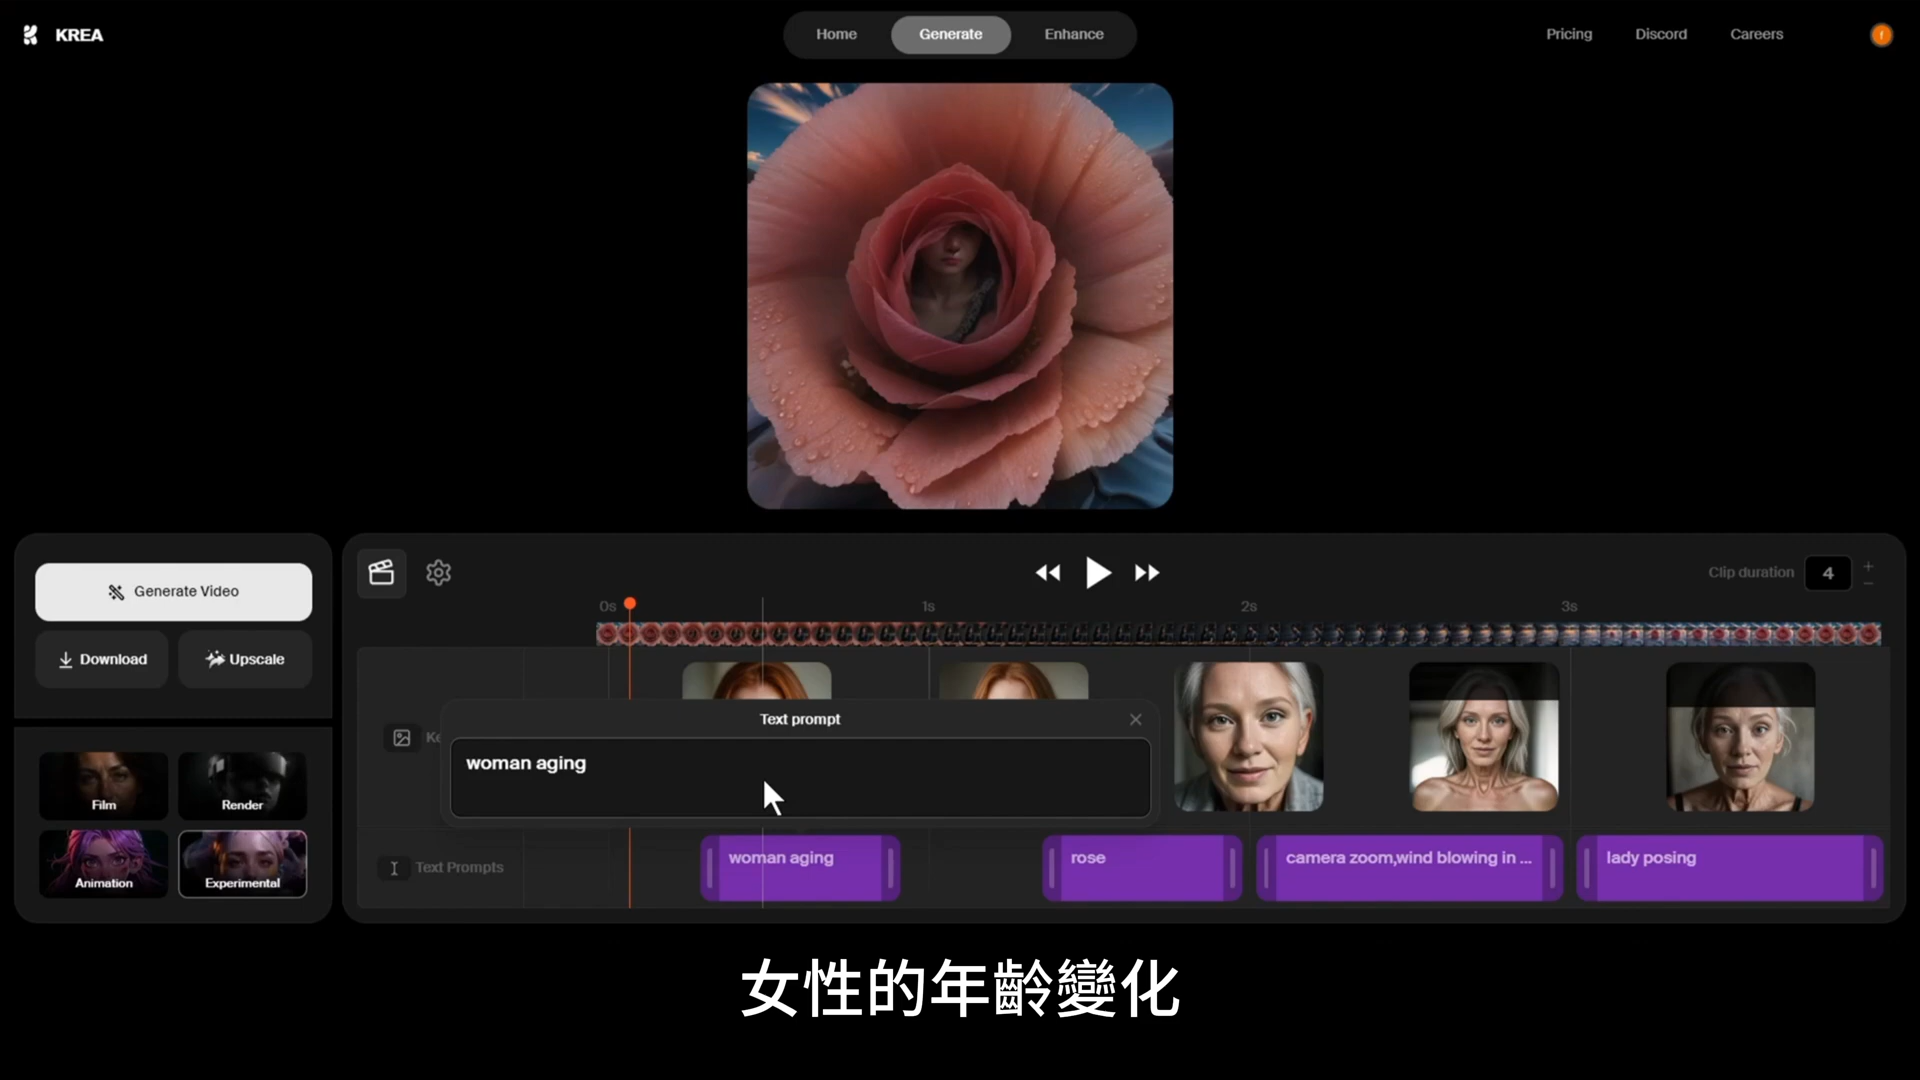 KREA
Home
Generate
Enhance
Pricing
Discord
Careers
Generate Video
Download
Upscale
Film
Render
Animation
Experimental
Clip duration
4
0s
1s
2s
3s
Text prompt
woman aging
Text Prompts
woman aging
rose
camera zoom,wind blowing in ...
lady posing
女性的年齡變化